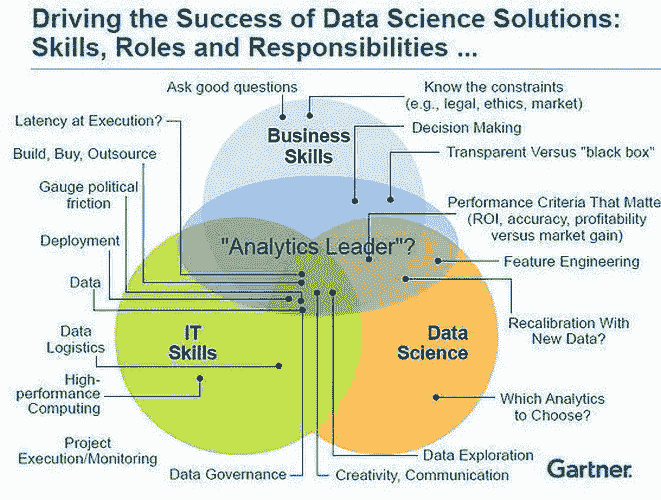 Driving the Success of Data Science Solutions:
Skills, Roles and Responsibilities ...
Ask good questions
Know the constraints
(e.g., legal, ethics, market)
Latency at Execution?
Business
Skills
Decision Making
Build, Buy, Outsource
Transparent Versus "black box"
Gauge political
friction
Performance Criteria That Matte
(ROI, accuracy, profitability
versus market gain)
Deployment
"Analytics Leader"?
Feature Engineering
Data
IT
Skills
Data
Science
Recalibration With
New Data?
Data
Logistics
High-
performance
Computing
Which Analytics
to Choose?
Project
Execution/Monitoring
Data Exploration
Data Governance
Creativity, Communication
Gartner.